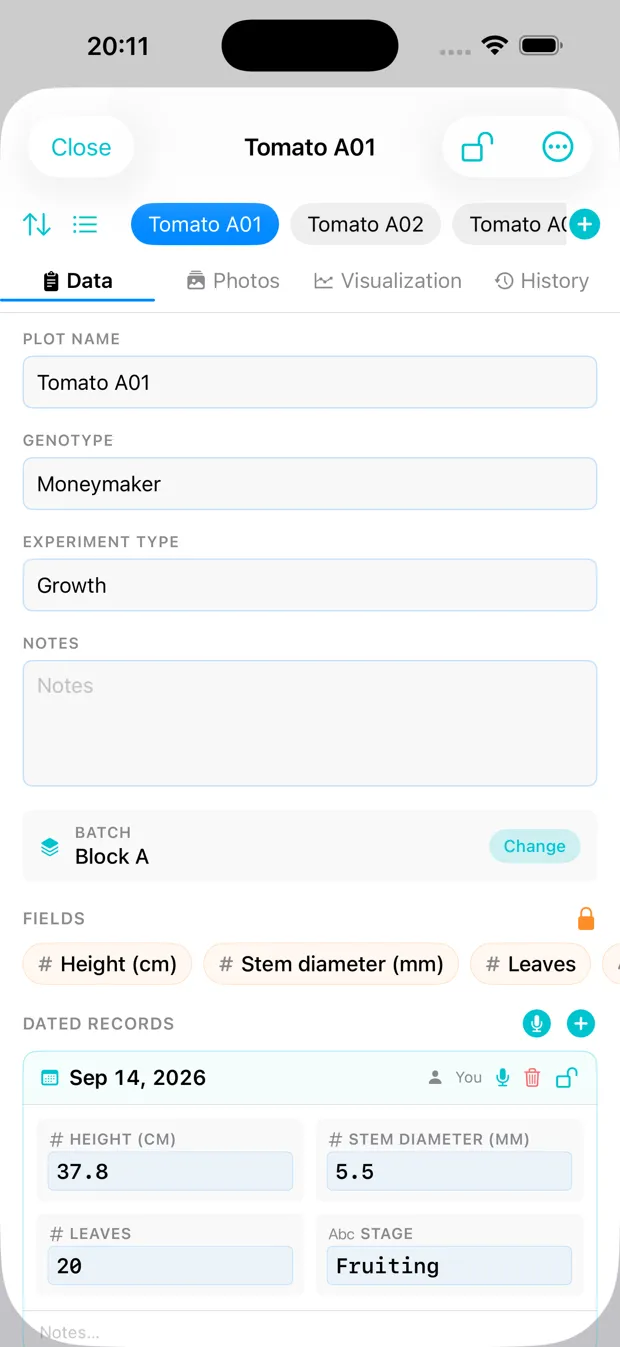 20:11
Close Tomato A01
Tomato A01 Tomato A02 Tomato A0
Data Photos Visualization History
PLOT NAME
Tomato A01
GENOTYPE
Moneymaker
EXPERIMENT TYPE
Growth
NOTES
Notes
BATCH
Block A
Change
FIELDS
# Height (cm) # Stem diameter (mm) # Leaves
DATED RECORDS
Sep 14, 2026 You
# HEIGHT (CM) # STEM DIAMETER (MM)
37.8 5.5
# LEAVES Abc STAGE
20 Fruiting
Notes...